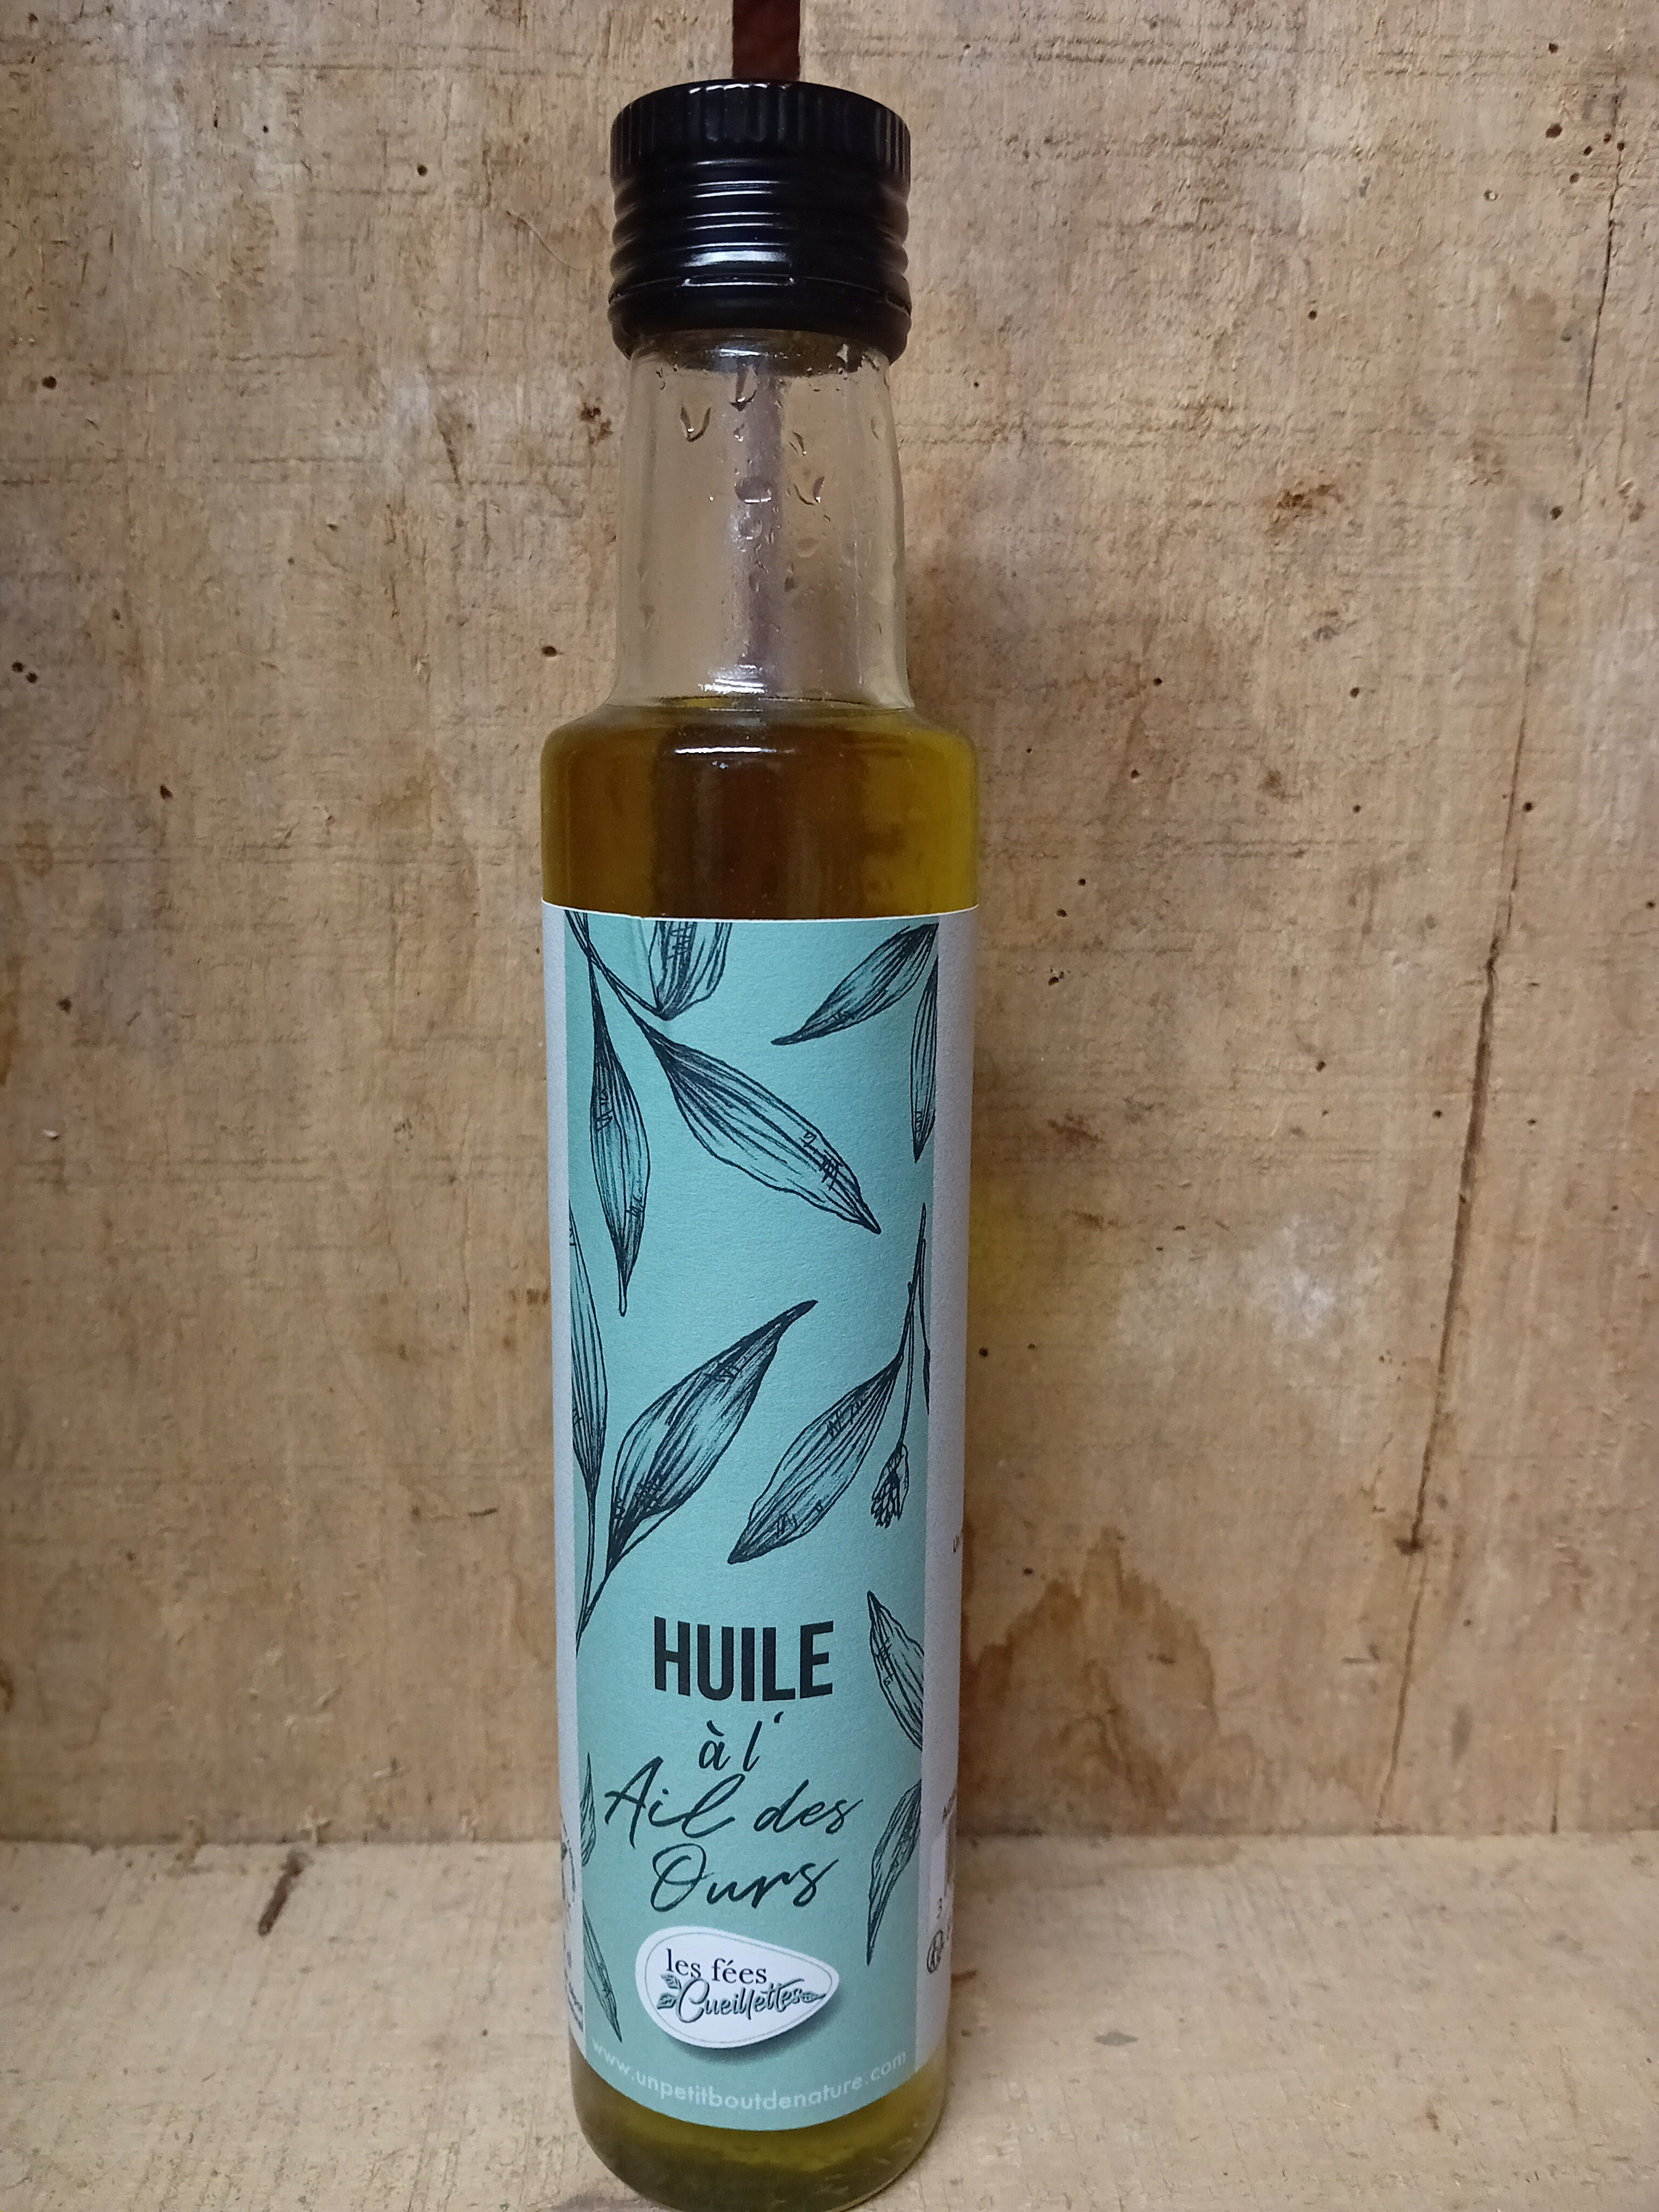 HUILE
à l'
Ail des
Ours
les fées
Cueillettes
www.unpetitboutdenature.com